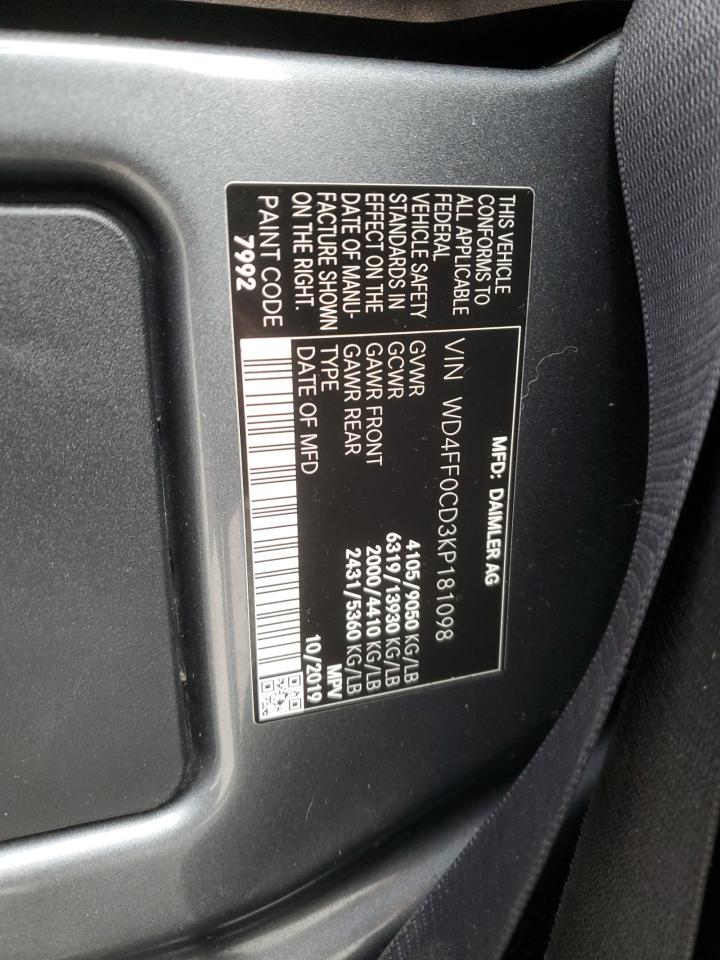 THIS VEHICLE
CONFORMS TO
ALL APPLICABLE
FEDERAL
VEHICLE SAFETY
STANDARDS IN
EFFECT ON THE
DATE OF MANU-
FACTURE SHOWN
ON THE RIGHT.
PAINT CODE
7992
MFD: DAIMLER AG
VIN WD4FF0CD3KP181098
GVWR 4105/9050 KG/LB
GCWR 6319/13930 KG/LB
GAWR FRONT 2000/4410 KG/LB
GAWR REAR 2431/5360 KG/LB
TYPE MPV
DATE OF MFD 10/2019